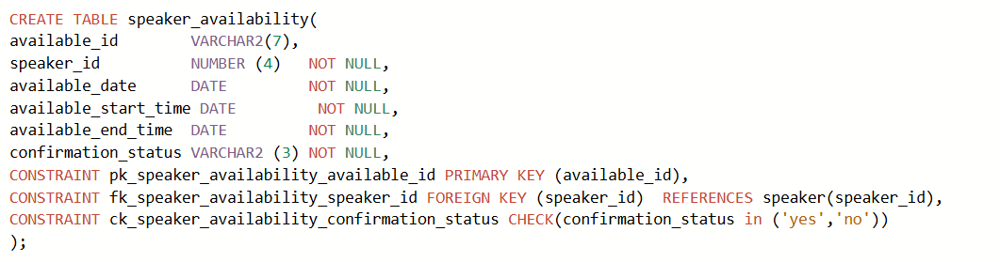 CREATE TABLE speaker_availability(
available_id        VARCHAR2(7),
speaker_id          NUMBER (4)   NOT NULL,
available_date      DATE         NOT NULL,
available_start_time DATE         NOT NULL,
available_end_time  DATE         NOT NULL,
confirmation_status VARCHAR2 (3) NOT NULL,
CONSTRAINT pk_speaker_availability_available_id PRIMARY KEY (available_id),
CONSTRAINT fk_speaker_availability_speaker_id FOREIGN KEY (speaker_id)  REFERENCES speaker(speaker_id),
CONSTRAINT ck_speaker_availability_confirmation_status CHECK(confirmation_status in ('yes','no'))
);